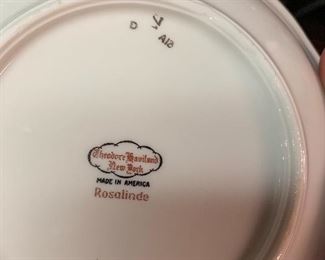 Theodore Haviland
New York
MADE IN AMERICA
Rosalinde